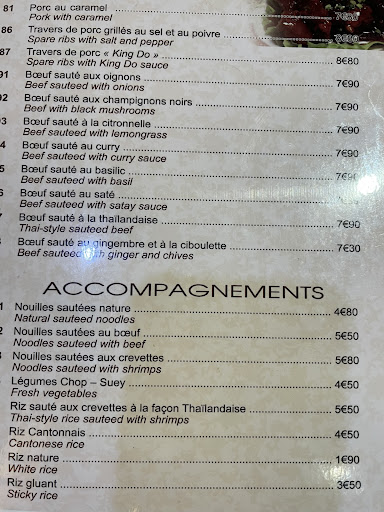 81 Porc au caramel
Pork with caramel
86 Travers de porc grillés au sel et au poivre
Spare ribs with salt and pepper
87 Travers de porc « King Do » 8€80
Spare ribs with King Do sauce
91 Bœuf sauté aux oignons 7€90
Beef sauteed with onions
92 Bœuf sauté aux champignons noirs 7€90
Beef with black mushrooms
93 Bœuf sauté à la citronnelle 7€90
Beef sauteed with lemongrass
4 Bœuf sauté au curry 7€90
Beef sauteed with curry sauce
5 Bœuf sauté au basilic
Beef sauteed with basil
6 Bœuf sauté au saté
Beef sauteed with satay sauce
7 Bœuf sauté à la thaïlandaise 7€90
Thai-style sauteed beef
Bœuf sauté au gingembre et à la ciboulette 7€30
Beef sauteed with ginger and chives
ACCOMPAGNEMENTS
1 Nouilles sautées nature 4€80
Natural sauteed noodles
2 Nouilles sautées au bœuf 5€50
Noodles sauteed with beef
Nouilles sautées aux crevettes 5€80
Noodles sauteed with shrimps
Légumes Chop – Suey 4€50
Fresh vegetables
Riz sauté aux crevettes à la façon Thaïlandaise 5€50
Thai-style rice sauteed with shrimps
Riz Cantonnais 4€50
Cantonese rice
Riz nature 1€90
White rice
Riz gluant 3€50
Sticky rice